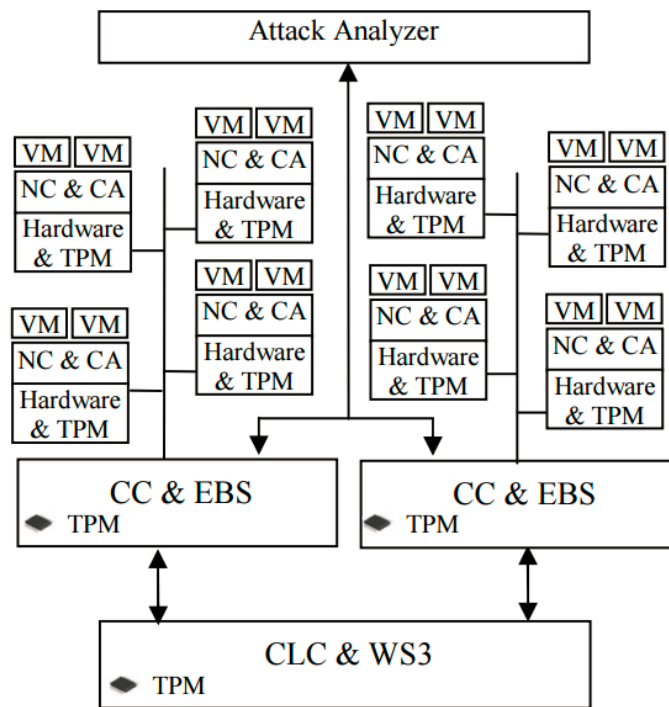 Attack Analyzer
VM VM
NC & CA
Hardware
& TPM
VM VM
NC & CA
Hardware
& TPM
VM VM
NC & CA
Hardware
& TPM
VM VM
NC & CA
Hardware
& TPM
VM VM
NC & CA
Hardware
& TPM
VM VM
NC & CA
Hardware
& TPM
VM VM
NC & CA
Hardware
& TPM
VM VM
NC & CA
Hardware
& TPM
CC & EBS
TPM
CC & EBS
TPM
CLC & WS3
TPM